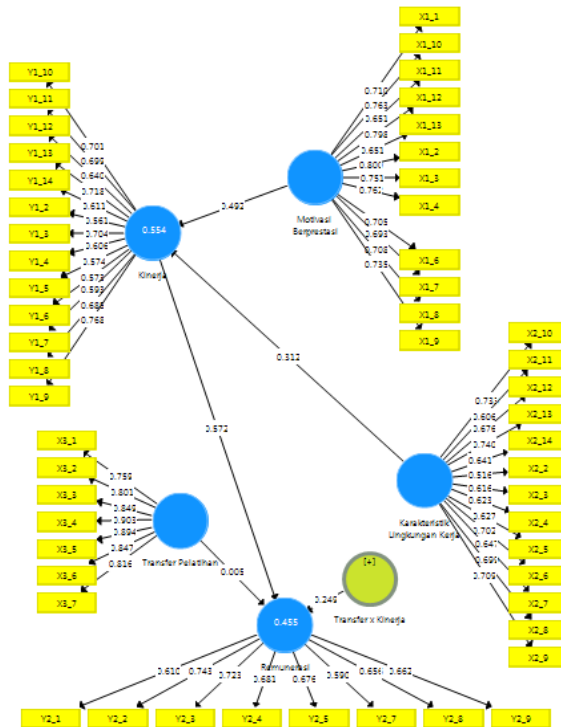 X1_1
X1_10
X1_11
X1_12
X1_13
X1_2
X1_3
X1_4
X1_6
X1_7
X1_8
X1_9
0.710
0.763
0.651
0.798
0.651
0.800
0.751
0.762
0.705
0.693
0.708
0.735
Motivasi
Berprestasi
Y1_10
Y1_11
Y1_12
Y1_13
Y1_14
Y1_2
Y1_3
Y1_4
Y1_5
Y1_6
Y1_7
Y1_8
Y1_9
0.701
0.699
0.640
0.718
0.611
0.561
0.704
0.606
0.574
0.573
0.593
0.685
0.768
0.554
Kinerja
0.492
0.312
0.572
X2_10
X2_11
X2_12
X2_13
X2_14
X2_2
X2_3
X2_4
X2_5
X2_6
X2_7
X2_8
X2_9
0.606
0.676
0.740
0.641
0.516
0.616
0.623
0.627
0.702
0.699
0.709
Karakteristik
Lingkungan Kerja
X3_1
X3_2
X3_3
X3_4
X3_5
X3_6
X3_7
0.759
0.801
0.849
0.903
0.894
0.847
0.816
Transfer Pelatihan
0.005
[+]
Transfer x Kinerja
0.249
0.455
Remunerasi
0.610
0.743
0.723
0.681
0.676
0.590
0.656
0.662
Y2_1
Y2_2
Y2_3
Y2_4
Y2_5
Y2_7
Y2_8
Y2_9